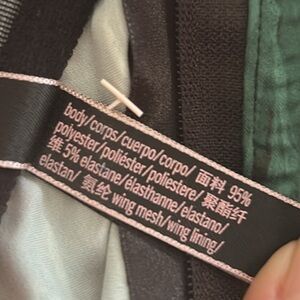 body/corps/cuerpo/corpo/ 面料 95%
polyester/poliéster/poliestere/ 聚酯纤
维 5% elastane/élasthanne/elastano/
elastan/ 氨纶 wing mesh/wing lining/